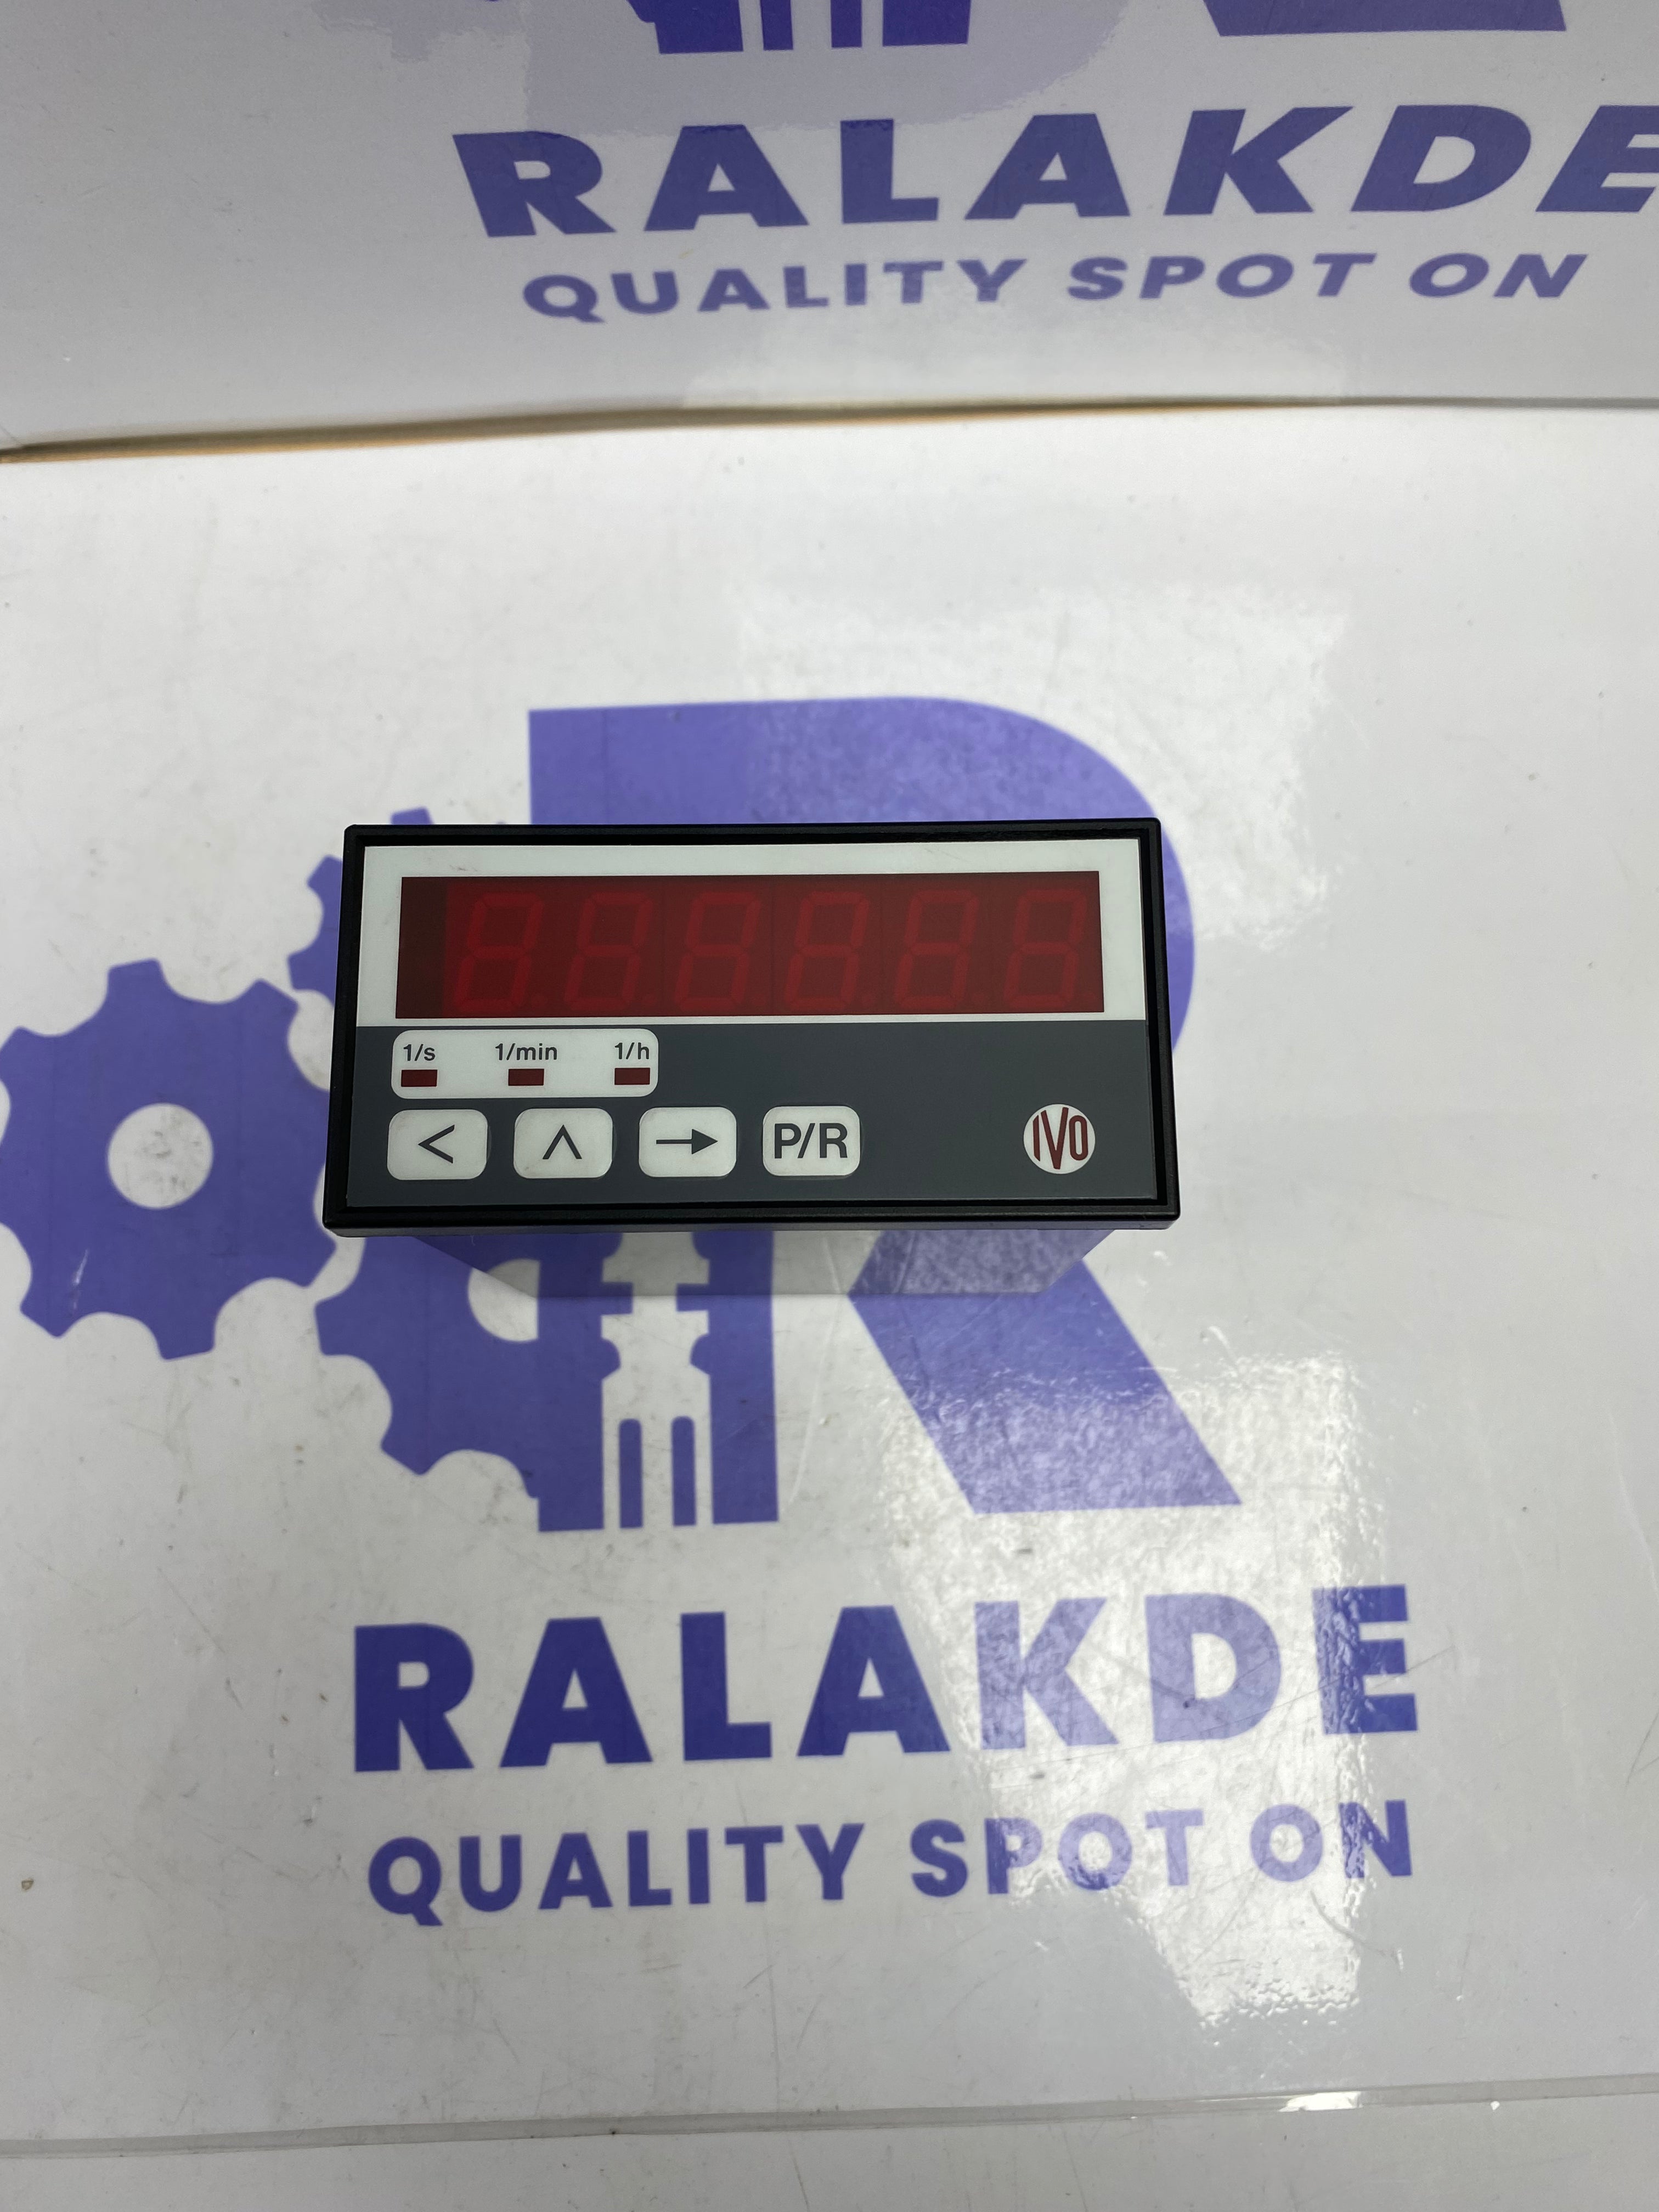 RALAKDE
QUALITY SPOT ON
1/s 1/min 1/h
< ∧ → P/R
IVO
RALAKDE
QUALITY SPOT ON